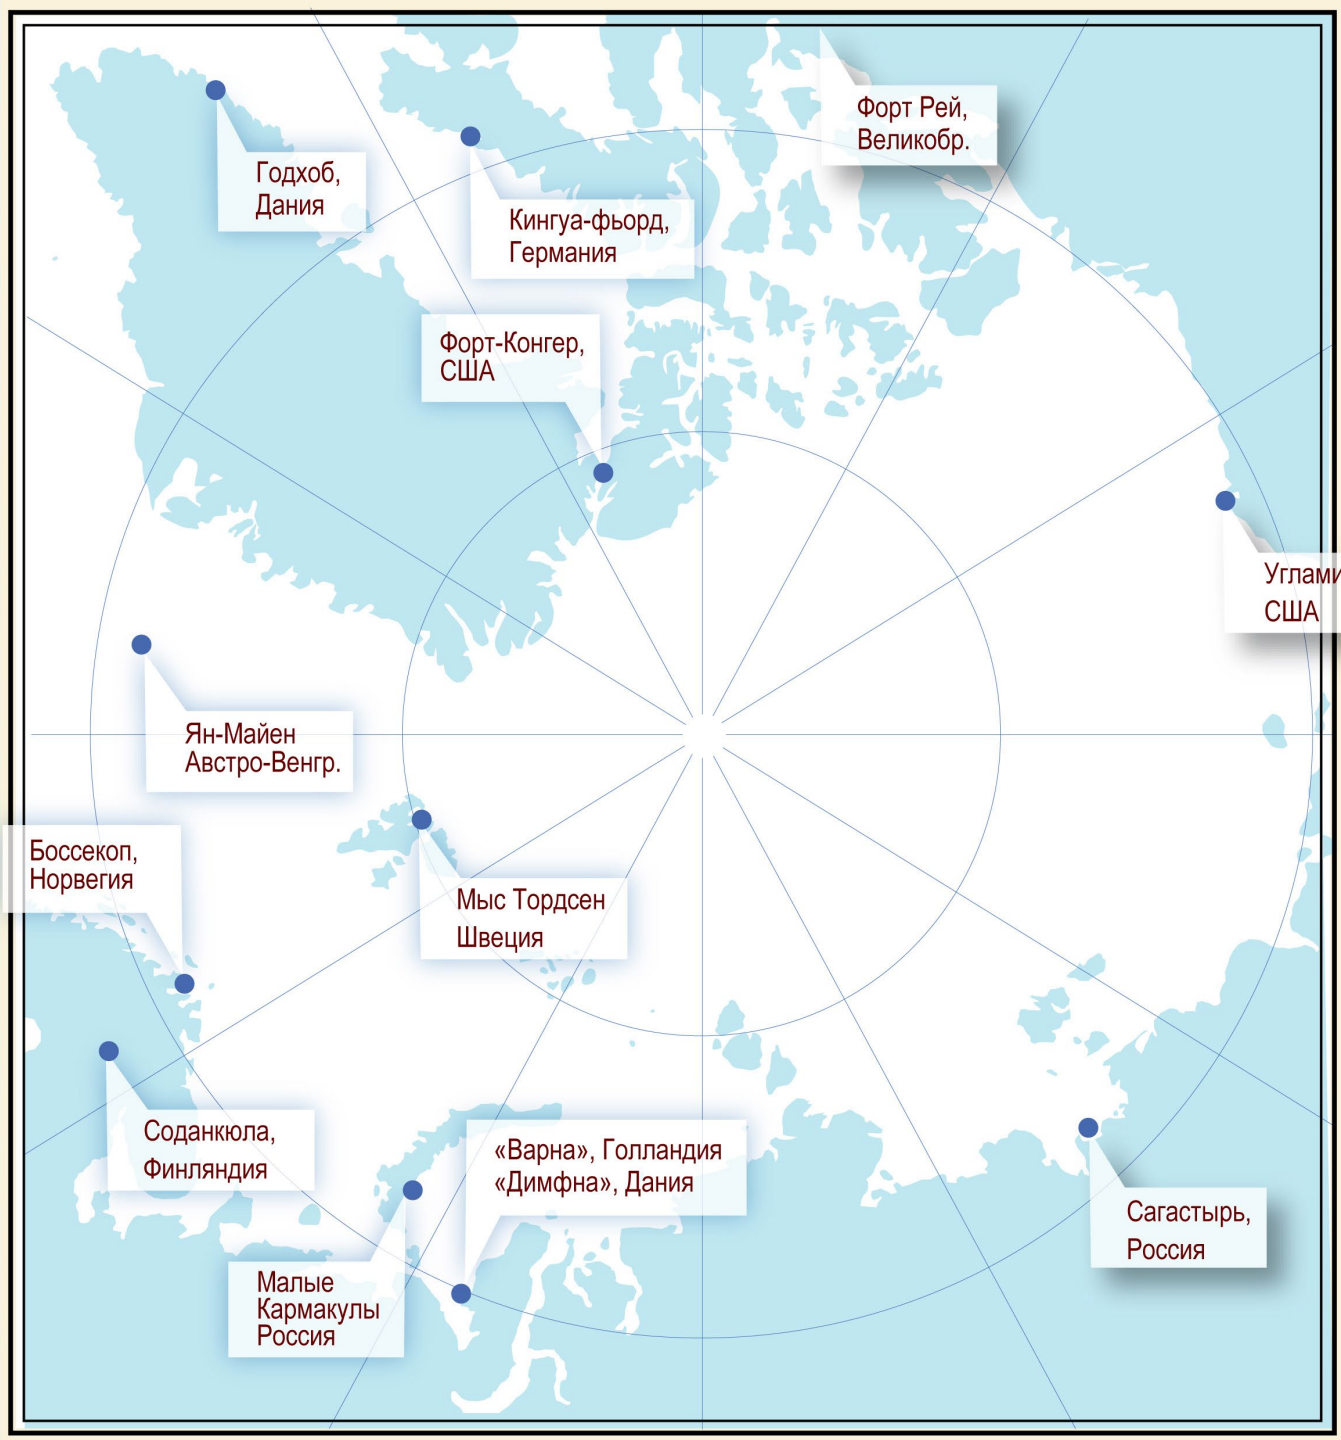 Форт Рей,
Великобр.
Годхоб,
Дания
Кингуа-фьорд,
Германия
Форт-Конгер,
США
Углами
США
Ян-Майен
Австро-Венгр.
Боссекоп,
Норвегия
Мыс Тордсен
Швеция
Соданкюла,
Финляндия
«Варна», Голландия
«Димфна», Дания
Малые
Кармакулы
Россия
Сагастырь,
Россия